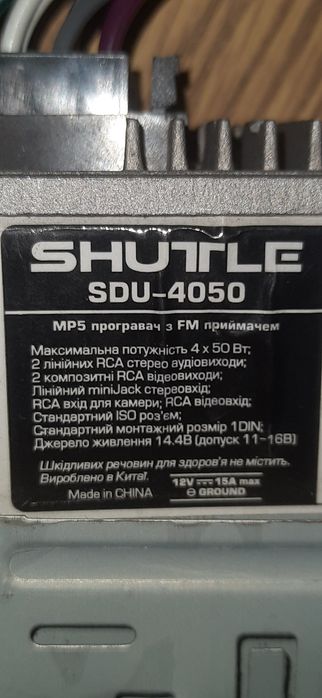 SHUTTLE
SDU-4050
MP5 програвач з FM приймачем
Максимальна потужність 4 x 50 Вт;
2 лінійних RCA стерео аудіовиходи;
2 композитні RCA відеовиходи;
Лінійний miniJack стереовхід;
RCA вхід для камери; RCA відеовхід;
Стандартний ISO роз'єм;
Стандартний монтажний розмір 1DIN;
Джерело живлення 14.4В (допуск 11-16В)
Шкідливих речовин для здоров'я не містить.
Вироблено в Китаї.
Made in CHINA
12V ⎓ 15A max
⊖ GROUND